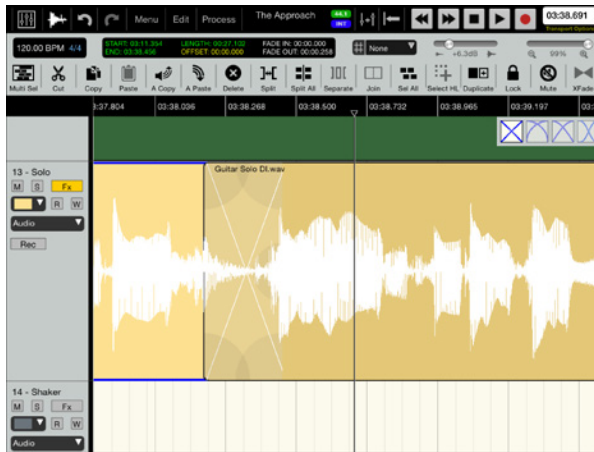 Menu Edit Process The Approach 44.1 INT 03:38.691
Transport Options
120.00 BPM 4/4 START: 03:11.354 LENGTH: 00:27.102 FADE IN: 00:00.000 None +6.3dB 99%
END: 03:38.456 OFFSET: 00:00.000 FADE OUT: 00:00.258
Multi Sel Cut Copy Paste A Copy A Paste Delete Split Split All Separate Join Sel All Select HL Duplicate Lock Mute XFade
37.804 03:38.036 03:38.268 03:38.500 03:38.732 03:38.965 03:39.197 03:
13 - Solo
Guitar Solo DI.wav
M S Fx
R W
Audio
Rec
14 - Shaker
M S Fx
R W
Audio